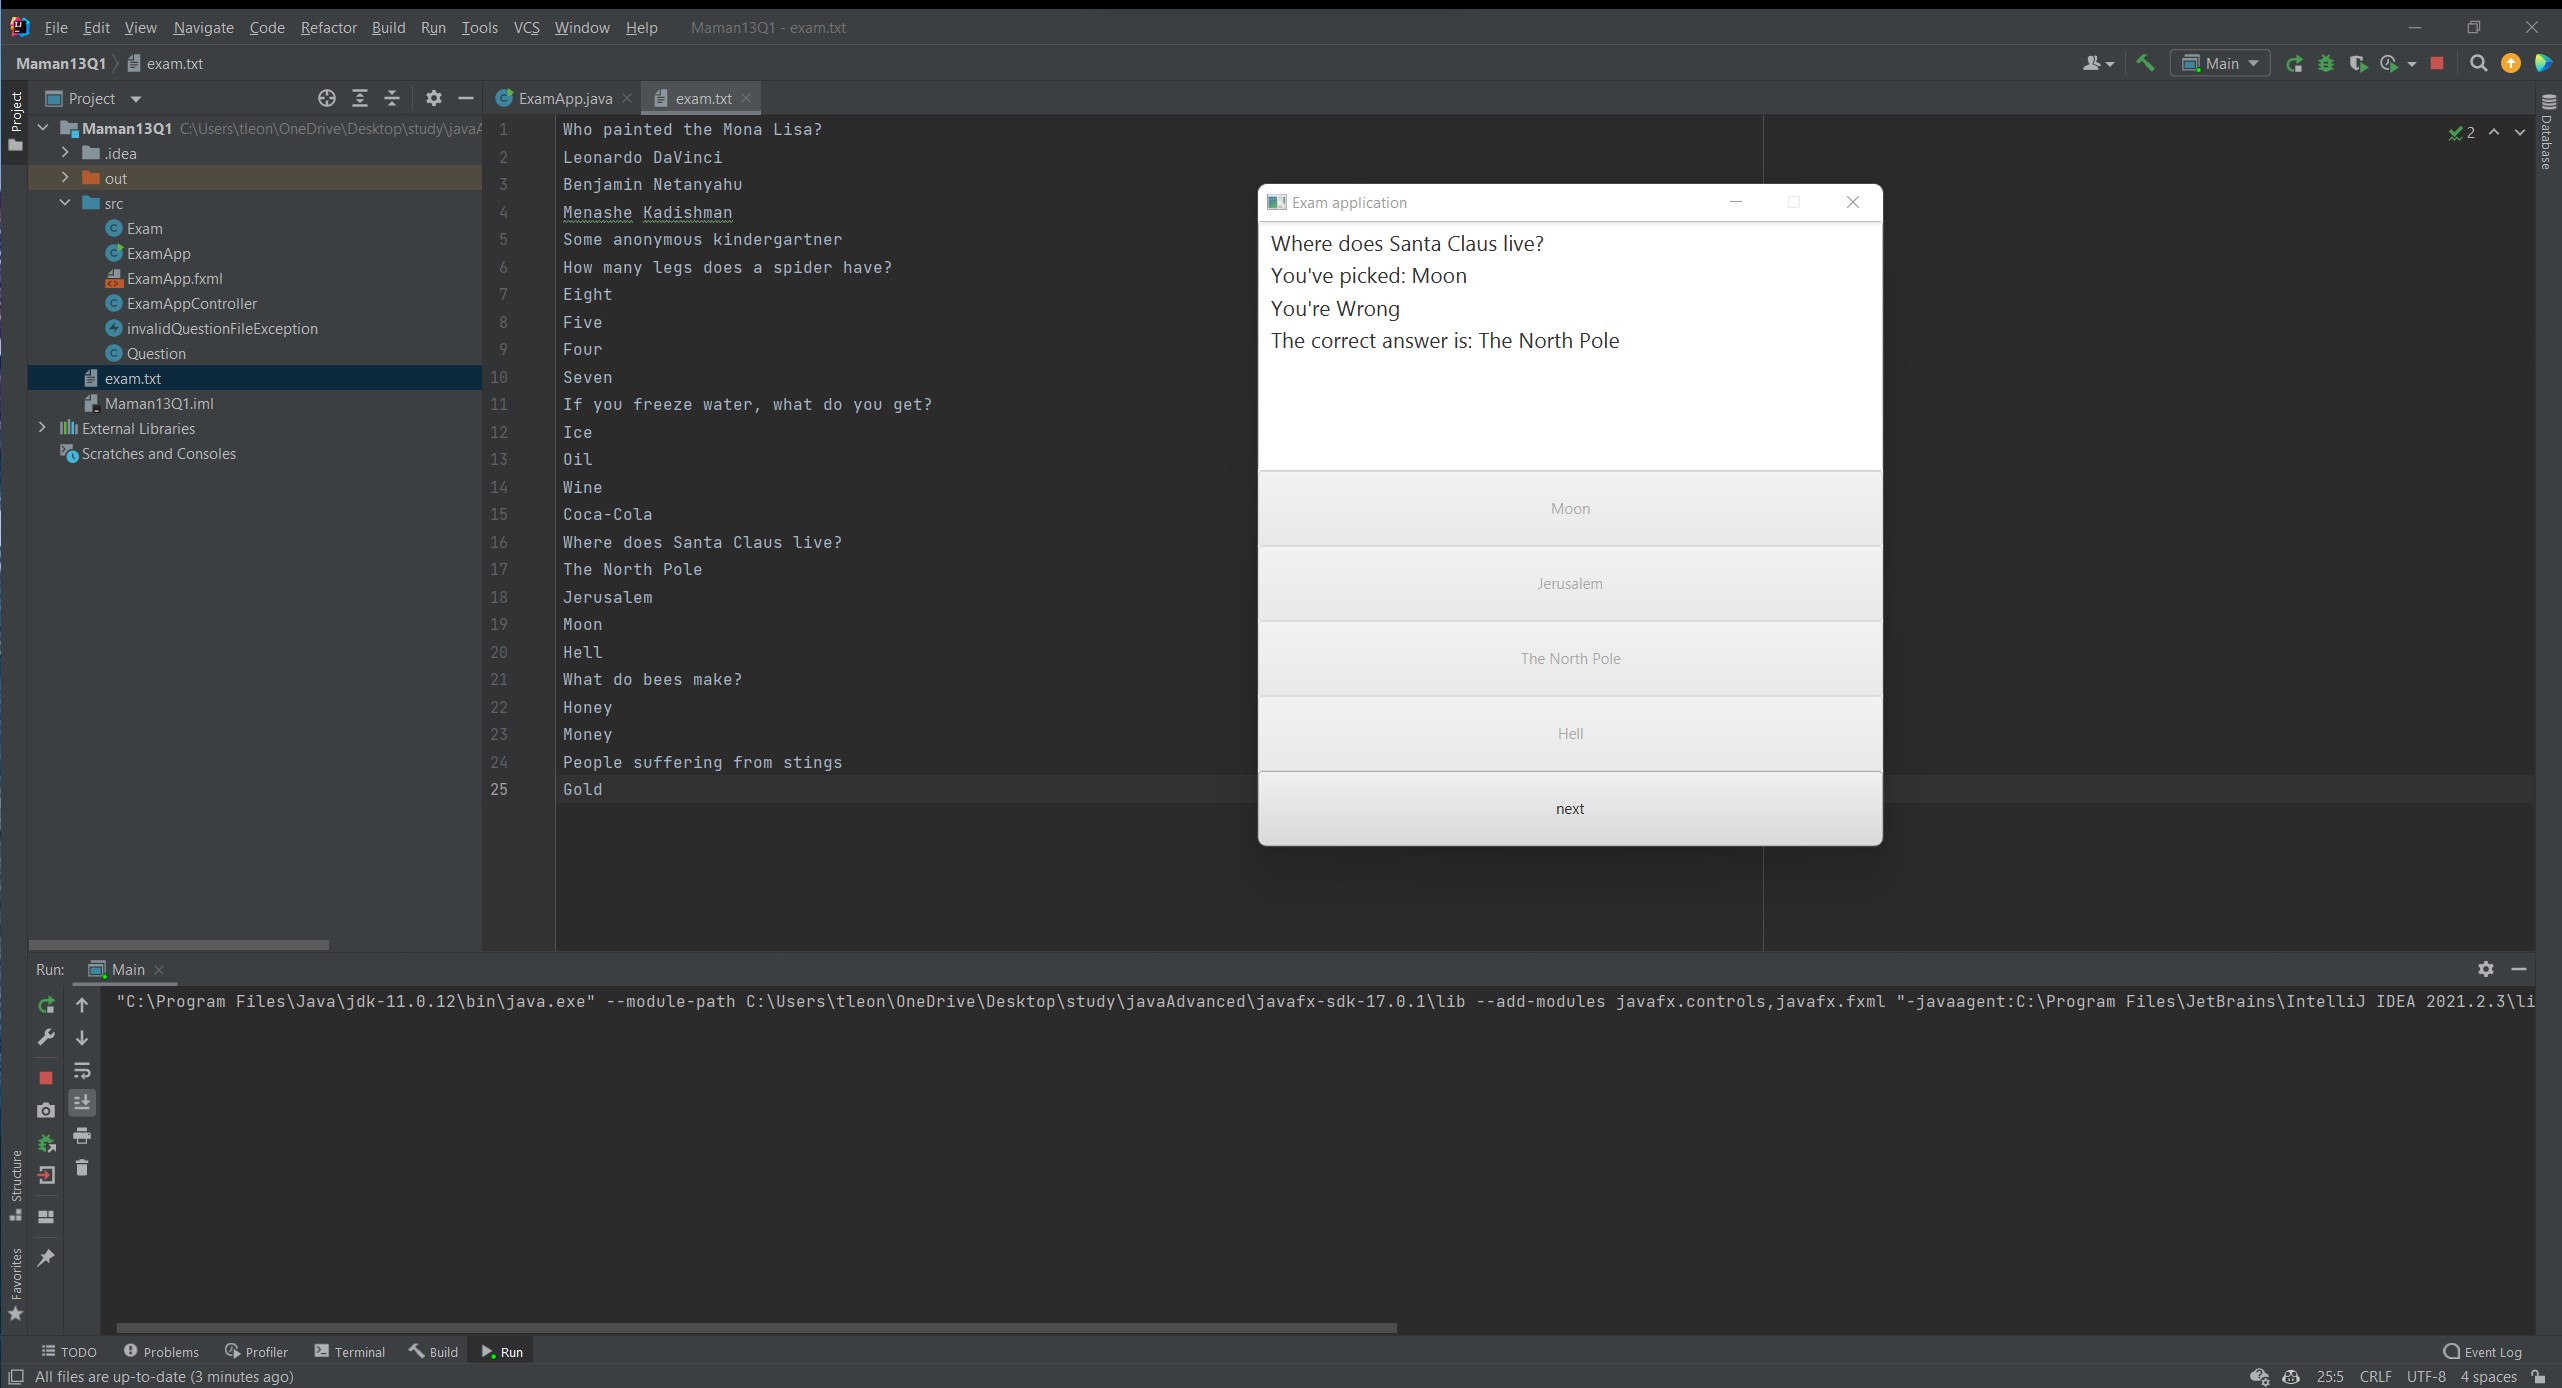 File Edit View Navigate Code Refactor Build Run Tools VCS Window Help Maman13Q1 - exam.txt
Maman13Q1 exam.txt
Main
Project
Project
Maman13Q1 C:\Users\tleon\OneDrive\Desktop\study\javaA
.idea
out
src
Exam
ExamApp
ExamApp.fxml
ExamAppController
invalidQuestionFileException
Question
exam.txt
Maman13Q1.iml
External Libraries
Scratches and Consoles
ExamApp.java exam.txt
1 Who painted the Mona Lisa?
2 Leonardo DaVinci
3 Benjamin Netanyahu
4 Menashe Kadishman
5 Some anonymous kindergartner
6 How many legs does a spider have?
7 Eight
8 Five
9 Four
10 Seven
11 If you freeze water, what do you get?
12 Ice
13 Oil
14 Wine
15 Coca-Cola
16 Where does Santa Claus live?
17 The North Pole
18 Jerusalem
19 Moon
20 Hell
21 What do bees make?
22 Honey
23 Money
24 People suffering from stings
25 Gold
2
Database
Exam application
Where does Santa Claus live?
You've picked: Moon
You're Wrong
The correct answer is: The North Pole
Moon
Jerusalem
The North Pole
Hell
next
Run: Main
"C:\Program Files\Java\jdk-11.0.12\bin\java.exe" --module-path C:\Users\tleon\OneDrive\Desktop\study\javaAdvanced\javafx-sdk-17.0.1\lib --add-modules javafx.controls,javafx.fxml "-javaagent:C:\Program Files\JetBrains\IntelliJ IDEA 2021.2.3\li
Structure
Favorites
TODO Problems Profiler Terminal Build Run Event Log
All files are up-to-date (3 minutes ago) 25:5 CRLF UTF-8 4 spaces